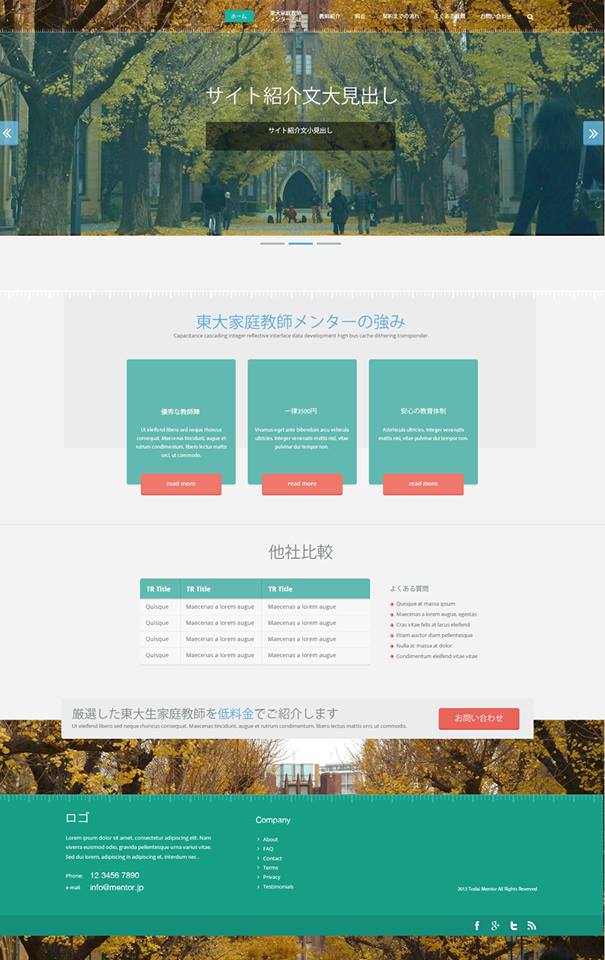 ホーム
東大家庭教師
メンター
教師紹介
料金
契約までの流れ
よくある質問
お問い合わせ
サイト紹介文大見出し
サイト紹介文小見出し
東大家庭教師メンターの強み
Capacitance cascading integer reflective interface data development high bus cache dithering transponder.
優秀な教師陣
Ut eleifend libero sed neque rhoncus
consequat. Maecenas tincidunt, augue et
rutrum condimentum, libero lectus mattis
orci, ut commodo.
read more
一律3500円
Vivamus eget ante bibendum arcu vehicula
ultricies. Integer venenatis mattis nisl, vitae
pulvinar dui tempor non.
read more
安心の教育体制
Astehicula ultricies. Integer venenatis
mattis nisl, vitae pulvinar dui tempor non.
read more
他社比較
TR Title TR Title TR Title
Quisque Maecenas a lorem augue Maecenas a lorem augue
Quisque Maecenas a lorem augue Maecenas a lorem augue
Quisque Maecenas a lorem augue Maecenas a lorem augue
Quisque Maecenas a lorem augue Maecenas a lorem augue
よくある質問
Quisque at massa ipsum
Maecenas a lorem augue, egestas
Cras vitae felis at lacus eleifend
Etiam auctor diam pellentesque
Nulla ac massa at dolor
Condimentum eleifend vitae vitae
厳選した東大生家庭教師を低料金でご紹介します
Ut eleifend libero sed neque rhoncus consequat. Maecenas tincidunt, augue et rutrum condimentum, libero lectus mattis orci, ut commodo.
お問い合わせ
ロゴ
Lorem ipsum dolor sit amet, consectetur adipiscing elit. Nam
viverra euismod odio, gravida pellentesque urna varius vitae.
Sed dui lorem, adipiscing in adipiscing et, interdum nec..
Phone: 12 3456 7890
e-mail info@mentor.jp
Company
About
FAQ
Contact
Terms
Privacy
Testimonials
2013 Todai Mentor All Rights Reserved